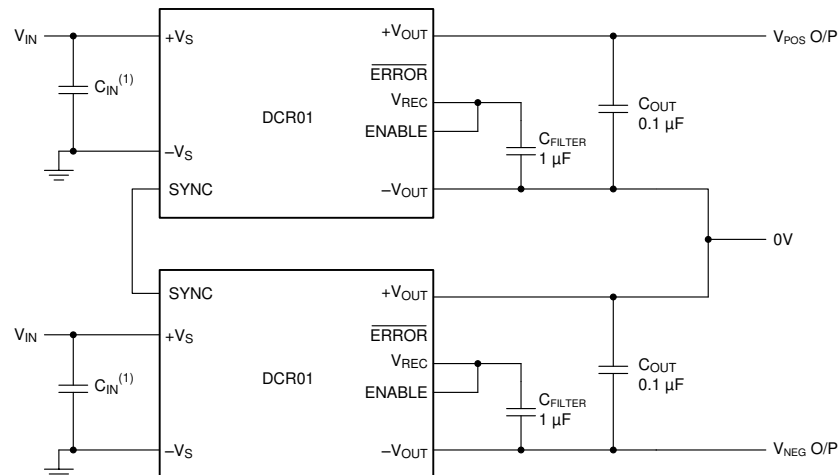 V_IN
+V_S
+V_OUT
V_POS O/P
C_IN^(1)
ERROR
V_REC
DCR01
ENABLE
C_OUT
0.1 µF
C_FILTER
1 µF
–V_S
SYNC
–V_OUT
0V
SYNC
+V_OUT
V_IN
+V_S
ERROR
V_REC
C_IN^(1)
DCR01
ENABLE
C_OUT
0.1 µF
C_FILTER
1 µF
–V_S
–V_OUT
V_NEG O/P